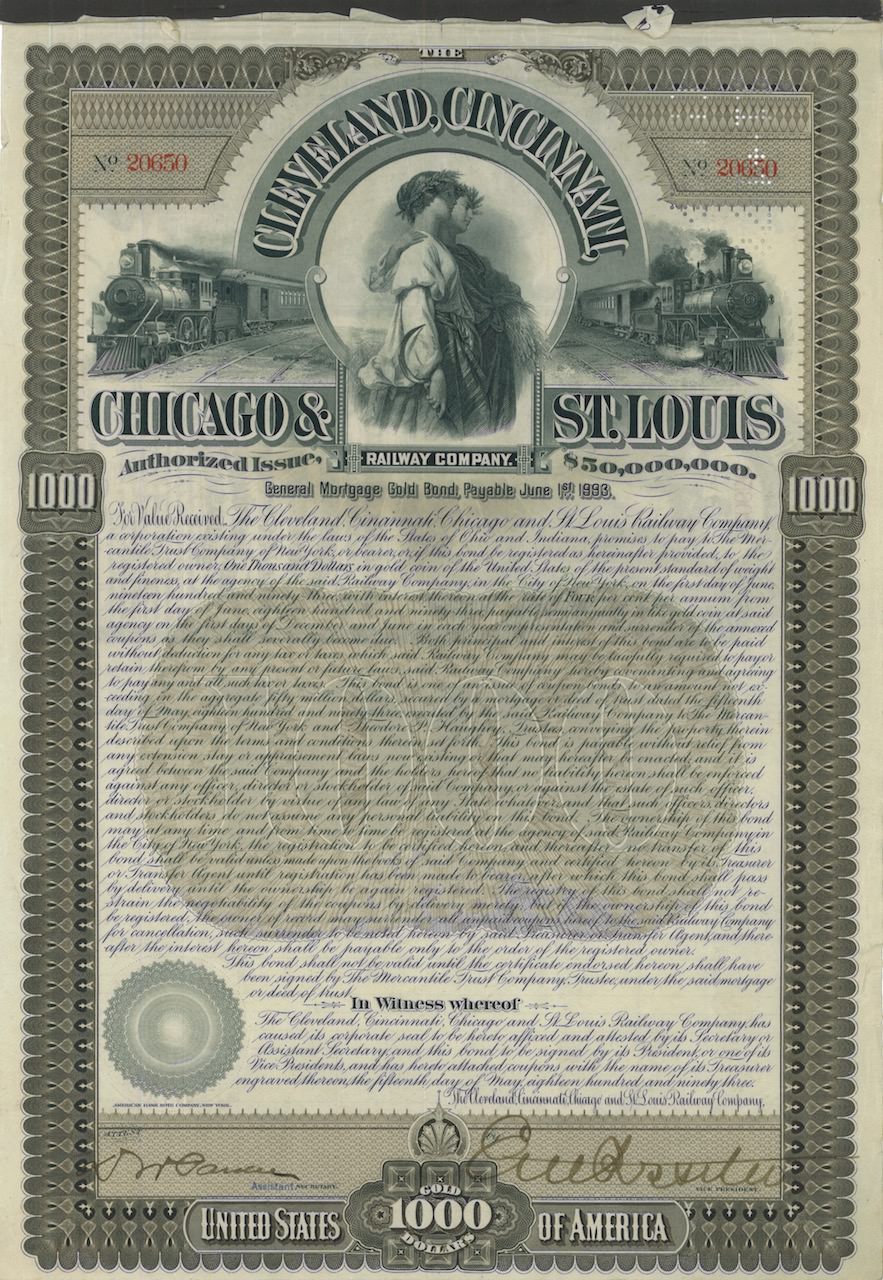 THE
CLEVELAND, CINCINNATI,
Nº 20650
Nº 20650
CHICAGO & ST. LOUIS
RAILWAY COMPANY.
Authorized Issue, $50,000,000.
General Mortgage Gold Bond, Payable June 1st 1993.
1000
1000
For Value Received, The Cleveland, Cincinnati, Chicago and St. Louis Railway Company,
a corporation existing under the laws of the States of Ohio and Indiana, promises to pay to The Mer-
cantile Trust Company of New York, or bearer, or, if this bond be registered as hereinafter provided, to the
registered owner, One Thousand Dollars in gold coin of the United States of the present standard of weight
and fineness, at the agency of the said Railway Company, in the City of New York, on the first day of June,
nineteen hundred and ninety three, with interest thereon at the rate of FOUR per cent per annum from
the first day of June, eighteen hundred and ninety three, payable semi-annually in like gold coin at said
agency on the first days of December and June in each year on presentation and surrender of the annexed
coupons as they shall severally become due. Both principal and interest of this bond are to be paid
without deduction for any tax or taxes, which said Railway Company may be lawfully required to pay or
retain therefrom by any present or future laws, said Railway Company hereby covenanting and agreeing
to pay any and all such tax or taxes. This bond is one of an issue of coupon bonds to an amount not ex-
ceeding in the aggregate fifty million dollars, secured by mortgage or deed of trust dated the fifteenth
day of May, eighteen hundred and ninety three, executed by the said Railway Company to The Mercan-
tile Trust Company of New York and Theodore P. Haughey, Trustees, conveying the property therein
described upon the terms and conditions therein set forth. This bond is payable without relief from
any extension, stay or appraisement law now existing or that may hereafter be enacted; and it is
agreed between the said Company and the holders hereof that no liability hereon shall be enforced
against any officer, director or stockholder of the Company, or against the estate of such officer,
director or stockholder by virtue of any law of any State whatever, and that such officers, directors
and stockholders do not assume any personal liability on this bond. The ownership of this bond
may at any time and from time to time be registered at the agency of said Railway Company in
the City of New York, the registration to be certified hereon, and thereafter no transfer of this
bond shall be valid unless made upon the books of said Company and certified hereon by its Treasurer
or Transfer Agent until registration has been made to bearer, after which this bond shall pass
by delivery until the ownership be again registered. The registry of this bond shall not re-
strain the negotiability of the coupons by delivery merely, but if the ownership of this bond
be registered, the owner of record may surrender all unpaid coupons hereof to the said Railway Company
for cancellation, such surrender to be noted hereon by said Treasurer or Transfer Agent, and there
after the interest hereon shall be payable only to the order of the registered owner.
This bond shall not be valid until the certificate endorsed hereon shall have
been signed by The Mercantile Trust Company, Trustee, under the said mortgage
or deed of trust.
In Witness whereof
The Cleveland, Cincinnati, Chicago and St. Louis Railway Company, has
caused its corporate seal to be hereto affixed and attested by its Secretary or
Assistant Secretary, and this bond to be signed by its President, or one of its
Vice Presidents, and has hereto attached coupons with the name of its Treasurer
engraved thereon, the fifteenth day of May, eighteen hundred and ninety three.
The Cleveland, Cincinnati, Chicago and St. Louis Railway Company,
AMERICAN BANK NOTE COMPANY, NEW YORK.
ATTEST
by
Assistant SECRETARY.
VICE PRESIDENT.
GOLD
1000
DOLLARS
UNITED STATES OF AMERICA